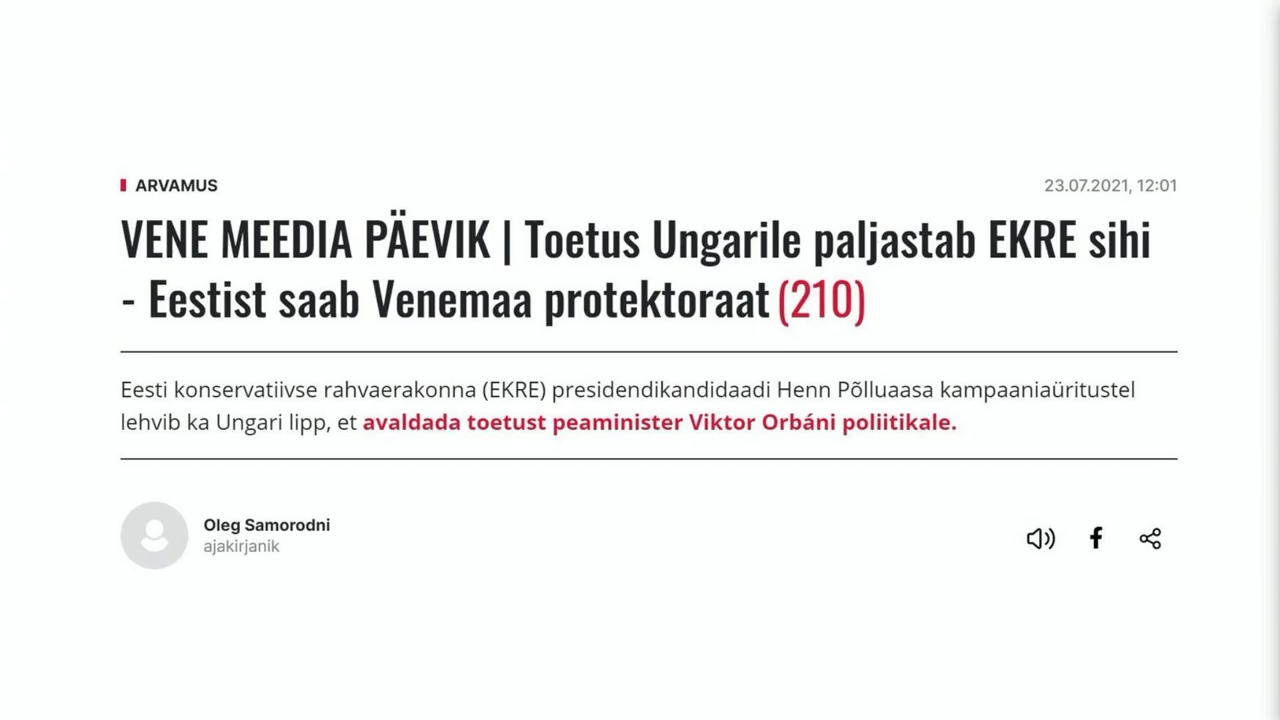 ARVAMUS
23.07.2021, 12:01
VENE MEEDIA PÄEVIK | Toetus Ungarile paljastab EKRE sihi
- Eestist saab Venemaa protektoraat (210)
Eesti konservatiivse rahvaerakonna (EKRE) presidendikandidaadi Henn Põlluaasa kampaaniaüritustel
lehvib ka Ungari lipp, et avaldada toetust peaminister Viktor Orbáni poliitikale.
Oleg Samorodni
ajakirjanik